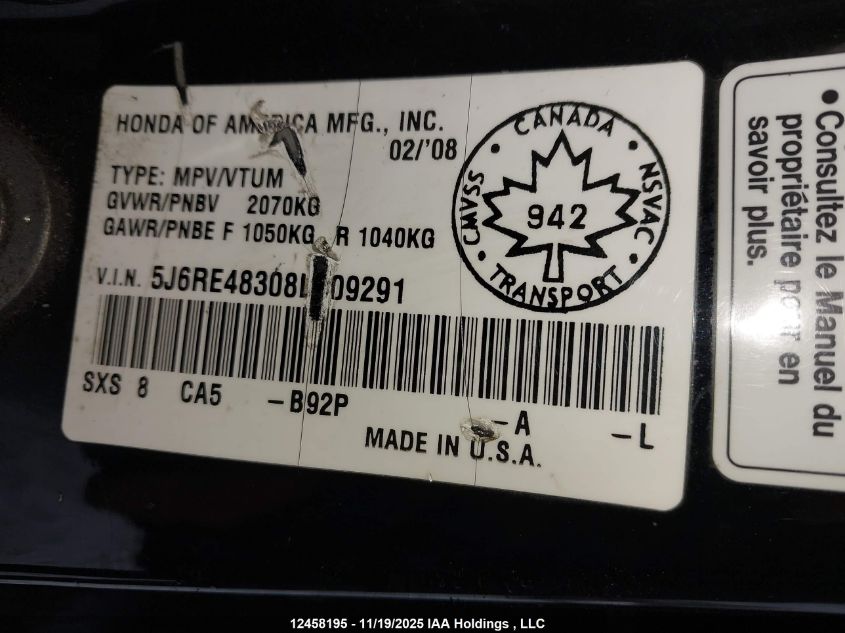 HONDA OF AMERICA MFG., INC.
02/'08
TYPE: MPV/VTUM
GVWR/PNBV 2070KG
GAWR/PNBE F 1050KG R 1040KG
V.I.N.
CANADA
NSVAC
TRANSPORT
CMVSS
942
SXS 8 CA5 -B92P -A -L
MADE IN U.S.A.
•Consultez le Manuel du
propriétaire pour en
savoir plus.
12458195 - 11/19/2025 IAA Holdings , LLC